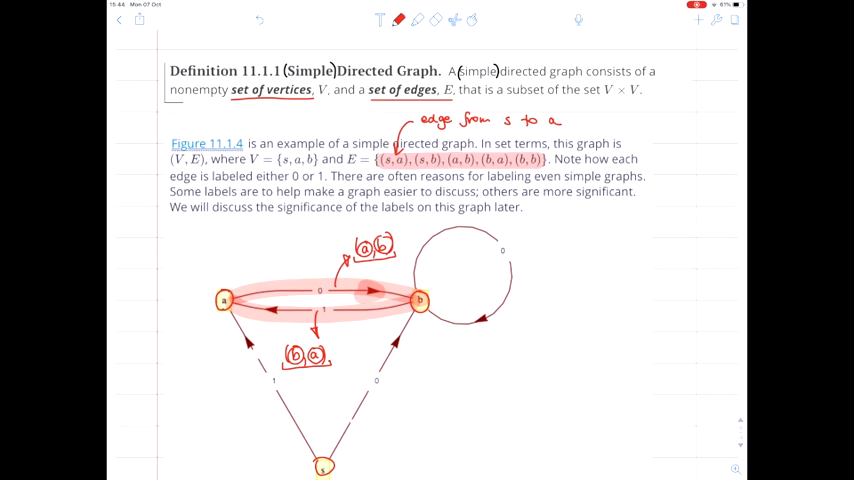 15.44 Mon 07 Oct
61%
Definition 11.1.1 (Simple) Directed Graph. A (simple) directed graph consists of a
nonempty set of vertices, V, and a set of edges, E, that is a subset of the set V × V.
edge from s to a
Figure 11.1.4 is an example of a simple directed graph. In set terms, this graph is
(V, E), where V = {s, a, b} and E = {(s, a), (s, b), (a, b), (b, a), (b, b)}. Note how each
edge is labeled either 0 or 1. There are often reasons for labeling even simple graphs.
Some labels are to help make a graph easier to discuss; others are more significant.
We will discuss the significance of the labels on this graph later.
(a, b)
0
0
a
b
1
(b, a)
1
0
s